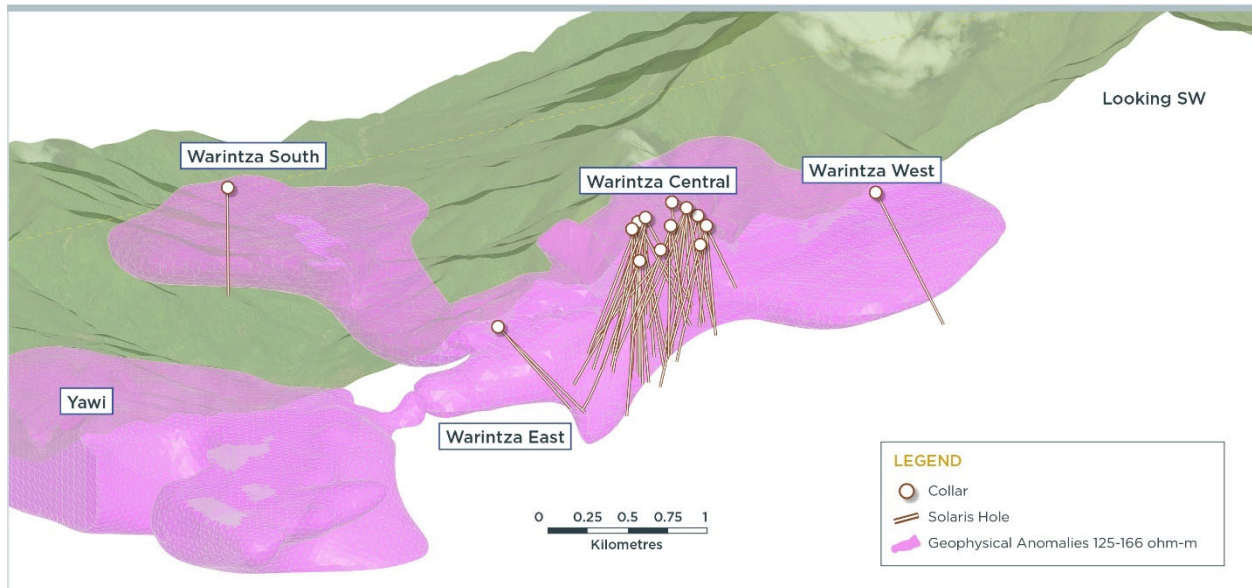 Looking SW
Warintza South
Warintza Central
Warintza West
Yawi
Warintza East
0 0.25 0.5 0.75 1
Kilometres
LEGEND
Collar
Solaris Hole
Geophysical Anomalies 125-166 ohm-m